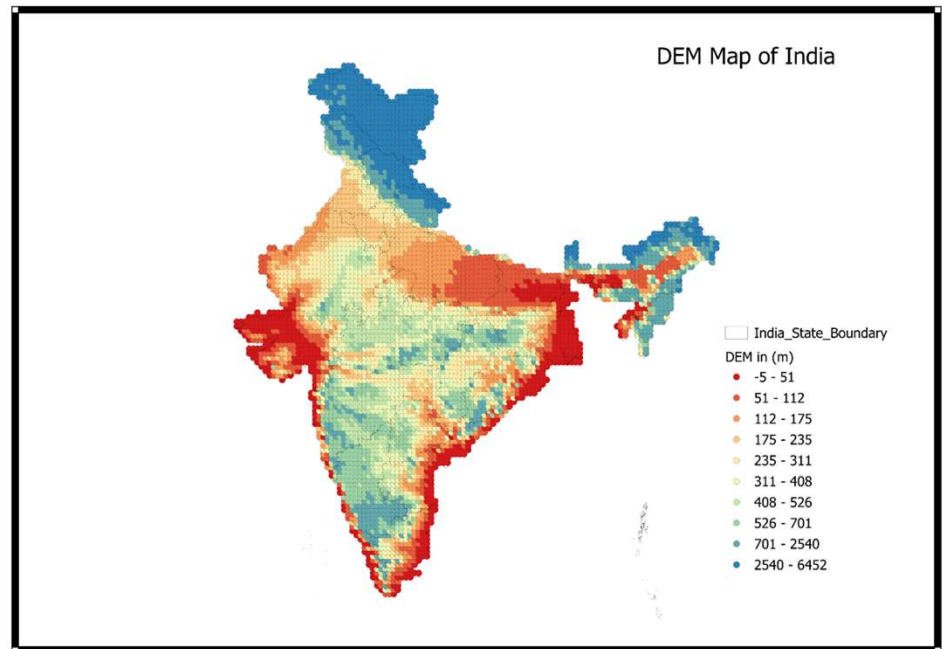 DEM Map of India
India_State_Boundary
DEM in (m)
-5 - 51
51 - 112
112 - 175
175 - 235
235 - 311
311 - 408
408 - 526
526 - 701
701 - 2540
2540 - 6452